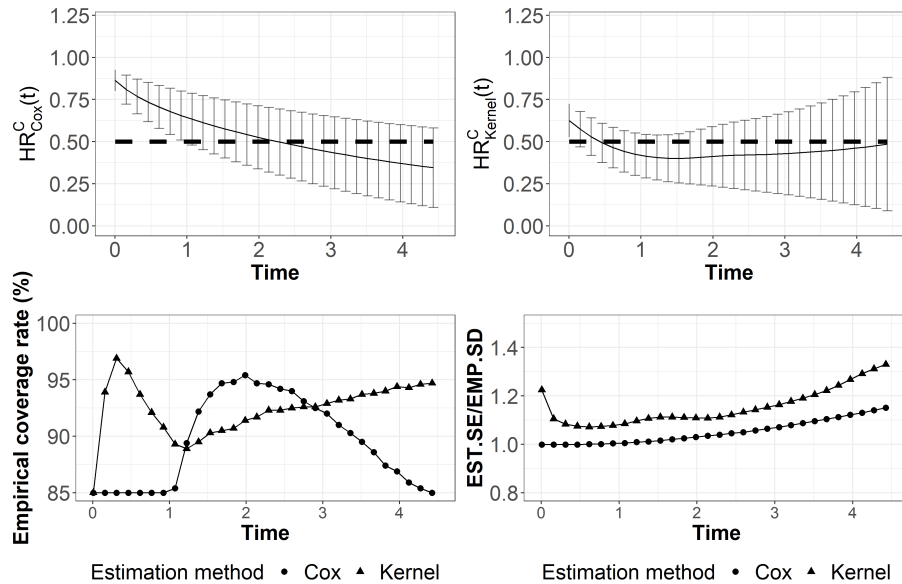 HR^C_Cox(t)
1.25
1.00
0.75
0.50
0.25
0.00
0 1 2 3 4
Time
HR^C_Kernel(t)
1.25
1.00
0.75
0.50
0.25
0.00
0 1 2 3 4
Time
Empirical coverage rate (%)
100
95
90
85
0 1 2 3 4
Time
EST.SE/EMP.SD
1.4
1.2
1.0
0.8
0 1 2 3 4
Time
Estimation method Cox Kernel
Estimation method Cox Kernel